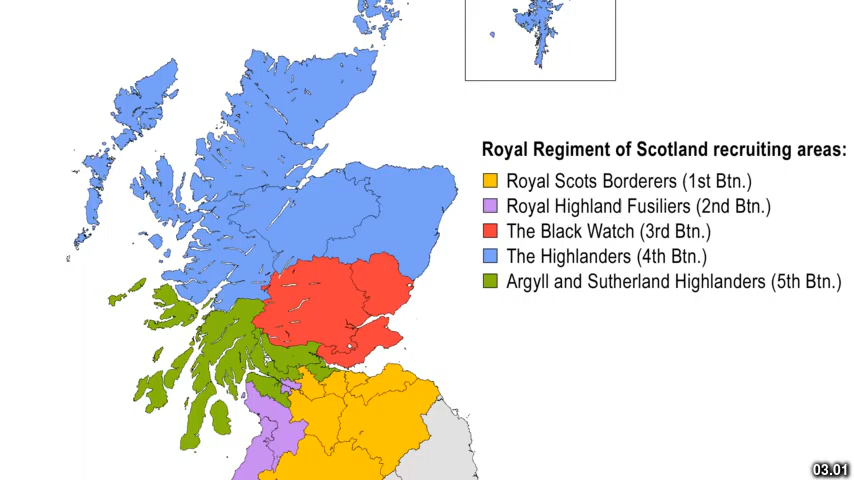 Royal Regiment of Scotland recruiting areas:
Royal Scots Borderers (1st Btn.)
Royal Highland Fusiliers (2nd Btn.)
The Black Watch (3rd Btn.)
The Highlanders (4th Btn.)
Argyll and Sutherland Highlanders (5th Btn.)
03.01